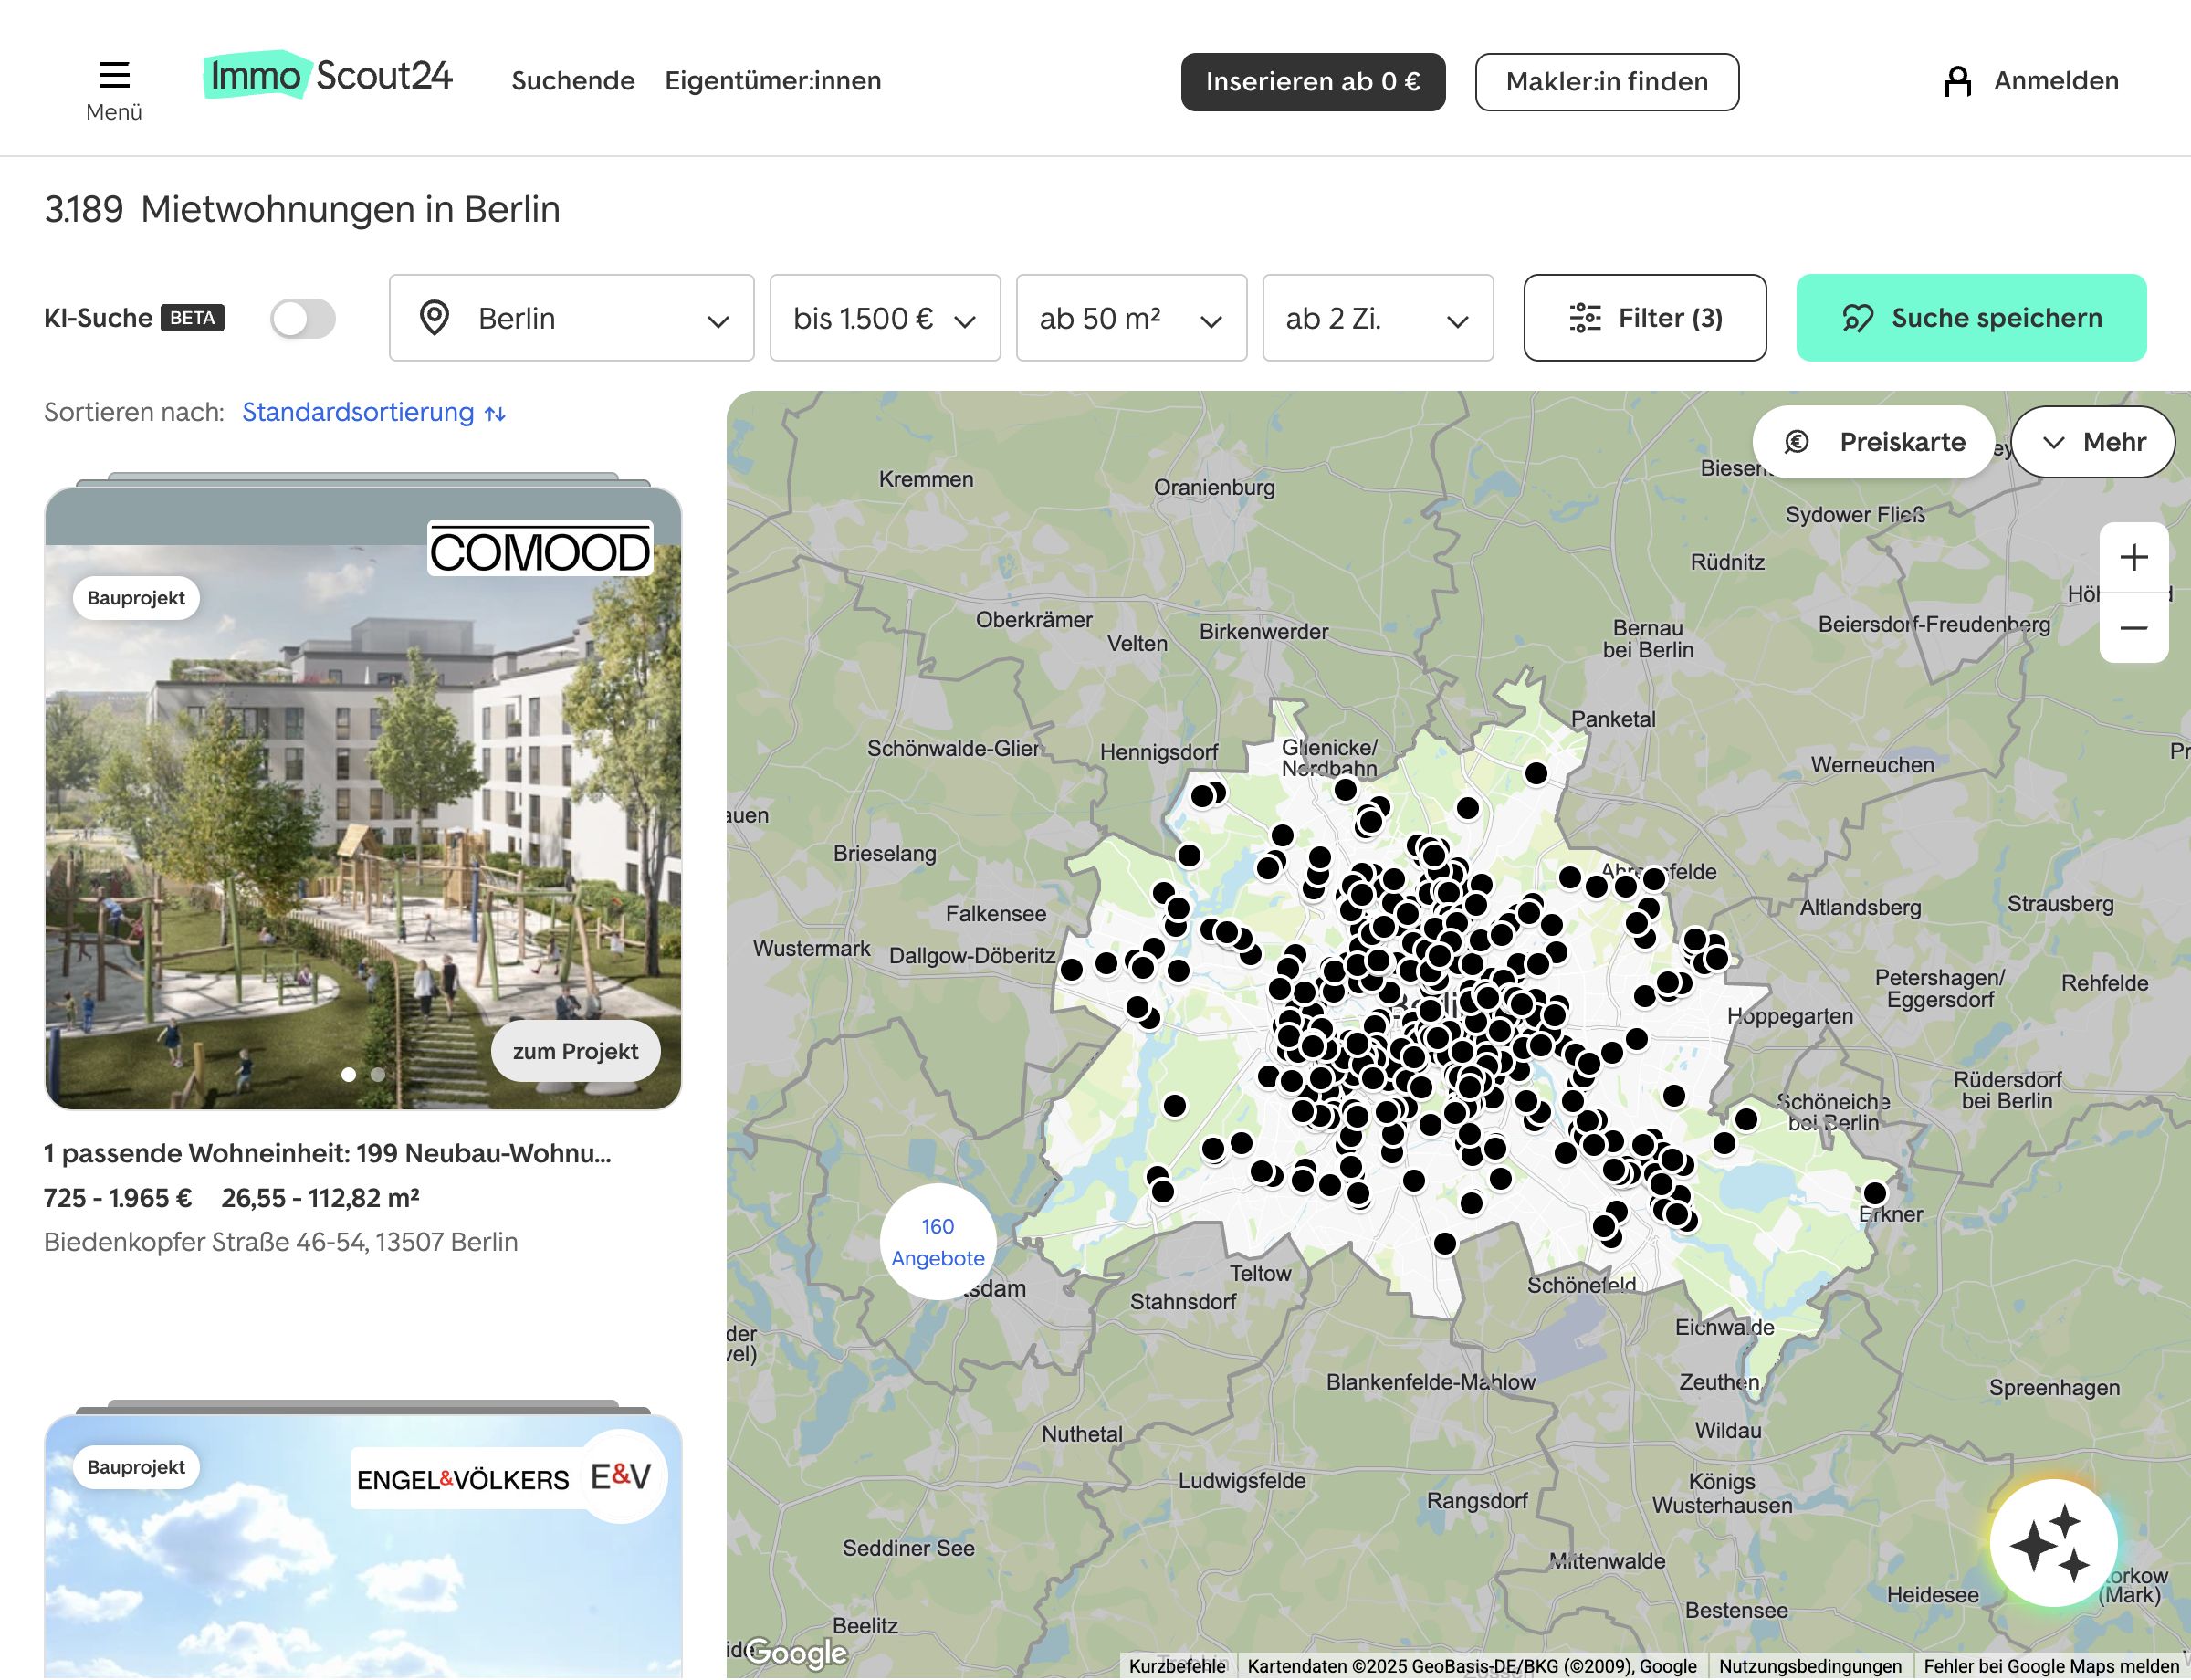 Menü
ImmoScout24
Suchende
Eigentümer:innen
Inserieren ab 0 €
Makler:in finden
Anmelden
3.189 Mietwohnungen in Berlin
KI-Suche BETA
Berlin
bis 1.500 €
ab 50 m²
ab 2 Zi.
Filter (3)
Suche speichern
Sortieren nach: Standardsortierung
COMOOD
Bauprojekt
zum Projekt
1 passende Wohneinheit: 199 Neubau-Wohnu...
725 - 1.965 € 26,55 - 112,82 m²
Biedenkopfer Straße 46-54, 13507 Berlin
Bauprojekt
ENGEL&VÖLKERS
E&V
Preiskarte
Mehr
Kremmen
Oranienburg
Sydower Fließ
Rüdnitz
Oberkrämer
Velten
Birkenwerder
Bernau
bei Berlin
Beiersdorf-Freudenberg
Panketal
Schönwalde-Glien
Hennigsdorf
Glienicke/
Nordbahn
Werneuchen
Brieselang
Falkensee
Altlandsberg
Strausberg
Wustermark
Dallgow-Döberitz
Petershagen/
Eggersdorf
Rehfelde
Hoppegarten
Rüdersdorf
bei Berlin
Schöneiche
bei Berlin
Erkner
160
Angebote
Teltow
Stahnsdorf
Schönefeld
Eichwalde
Blankenfelde-Mahlow
Zeuthen
Spreenhagen
Nuthetal
Wildau
Ludwigsfelde
Rangsdorf
Königs
Wusterhausen
Seddiner See
Mittenwalde
Heidesee
(Mark)
Bestensee
Beelitz
Google
Kurzbefehle
Kartendaten ©2025 GeoBasis-DE/BKG (©2009), Google
Nutzungsbedingungen
Fehler bei Google Maps melden